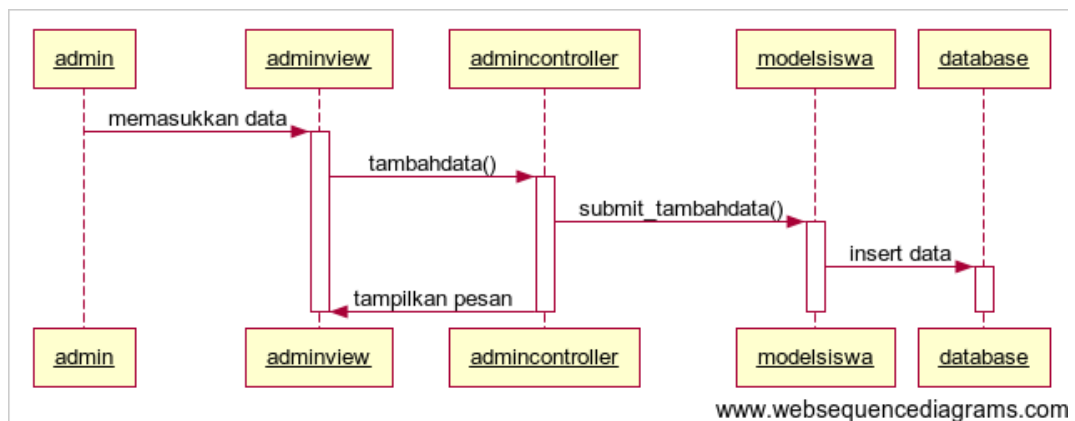 admin
adminview
admincontroller
modelsiswa
database
memasukkan data
tambahdata()
submit_tambahdata()
insert data
tampilkan pesan
admin
adminview
admincontroller
modelsiswa
database
www.websequencediagrams.com